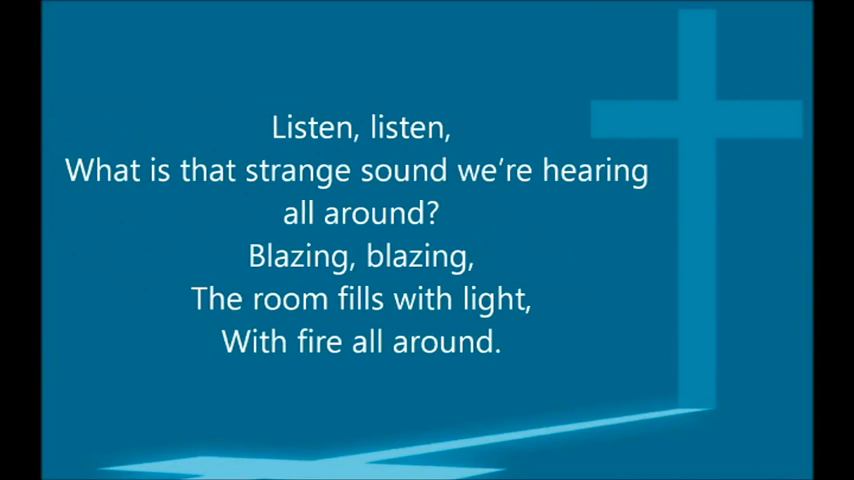 Listen, listen,
What is that strange sound we’re hearing
all around?
Blazing, blazing,
The room fills with light,
With fire all around.